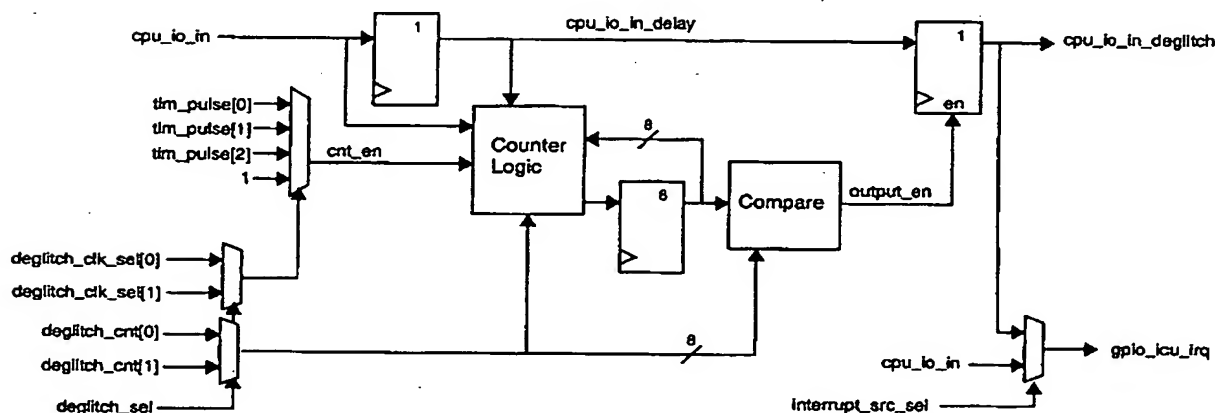 cpu_io_in
1
cpu_io_in_delay
1
cpu_io_in_deglitch
en
tim_pulse[0]
tim_pulse[1]
tim_pulse[2]
1
cnt_en
Counter
Logic
8
8
Compare
output_en
deglitch_clk_sel[0]
deglitch_clk_sel[1]
deglitch_cnt[0]
deglitch_cnt[1]
8
cpu_io_in
gpio_icu_irq
deglitch_sel
interrupt_src_sel